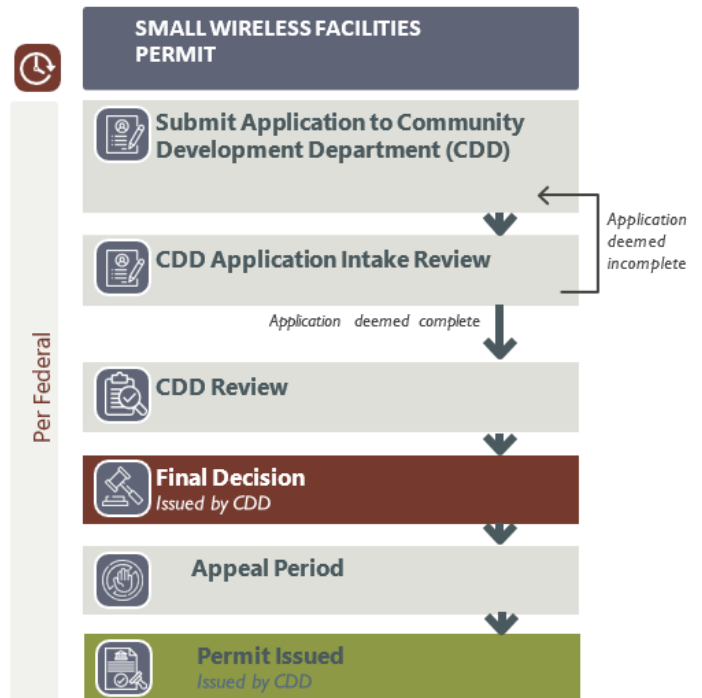 SMALL WIRELESS FACILITIES
PERMIT
Submit Application to Community
Development Department (CDD)
Application
deemed
incomplete
CDD Application Intake Review
Application deemed complete
CDD Review
Per Federal
Final Decision
Issued by CDD
Appeal Period
Permit Issued
Issued by CDD